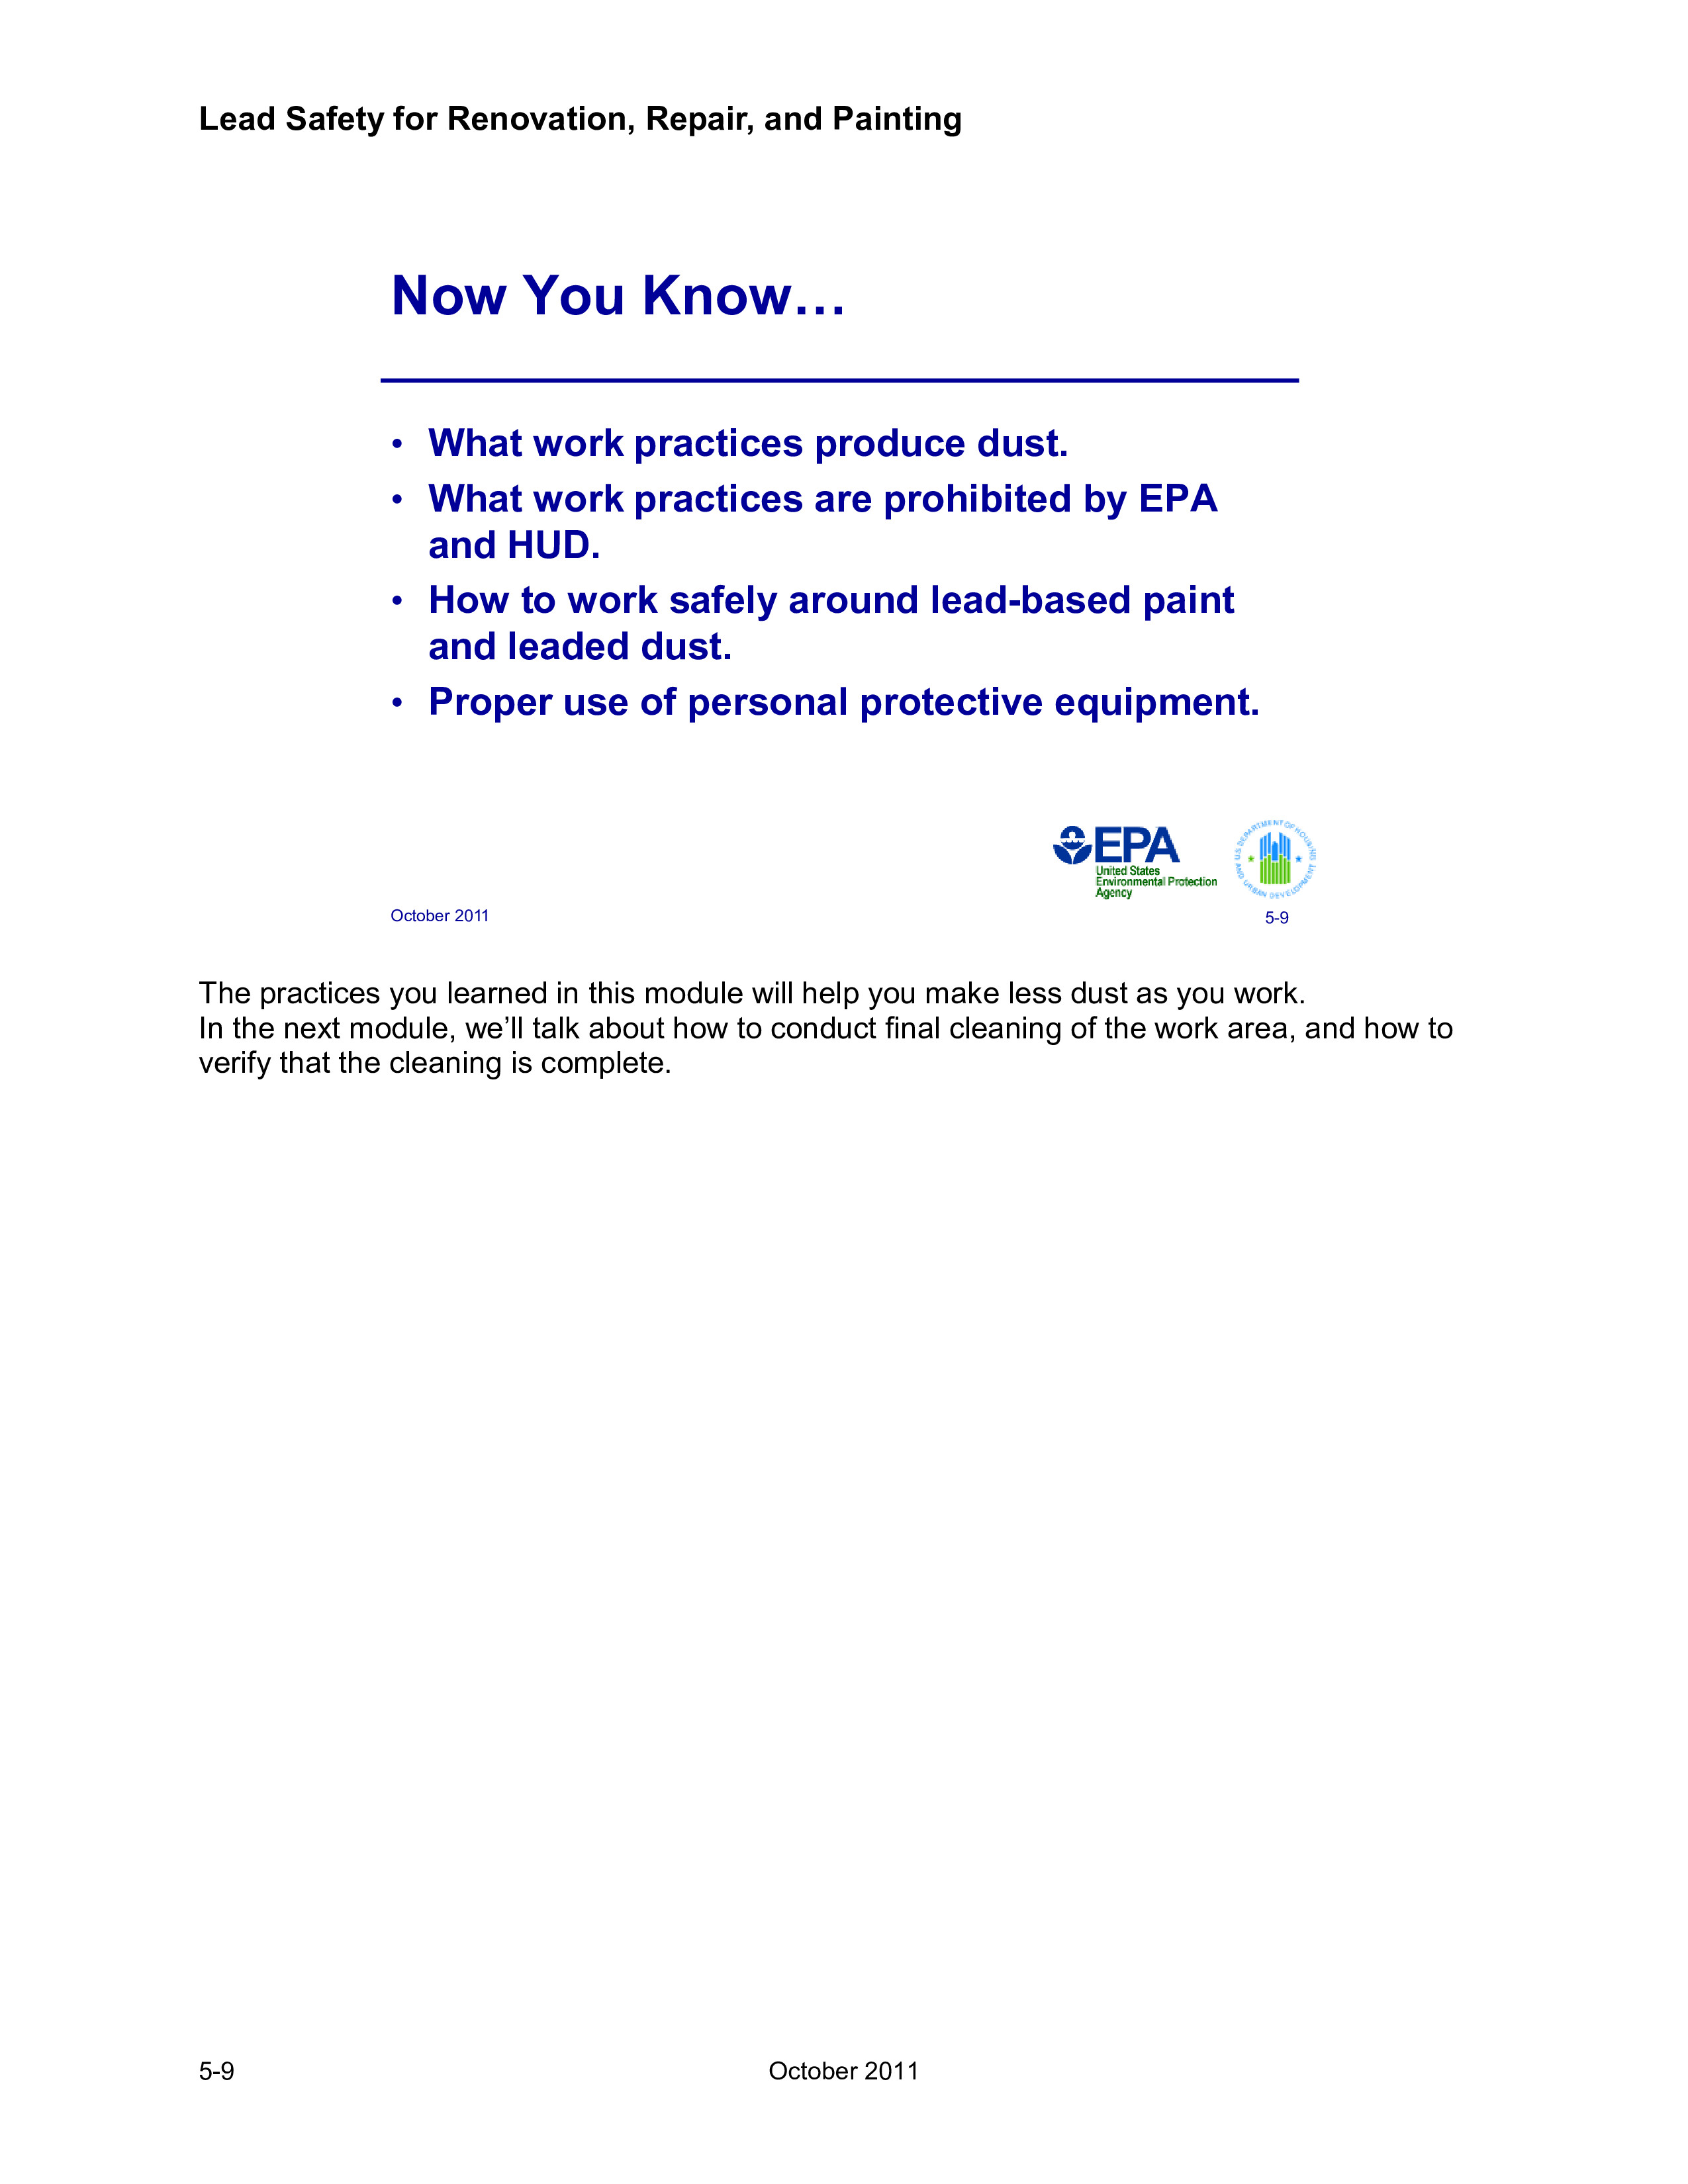 Lead Safety for Renovation, Repair, and Painting
Now You Know…
• What work practices produce dust.
• What work practices are prohibited by EPA
and HUD.
• How to work safely around lead-based paint
and leaded dust.
• Proper use of personal protective equipment.
EPA
United States
Environmental Protection
Agency
U.S. DEPARTMENT OF HOUSING
AND URBAN DEVELOPMENT
October 2011
5-9
The practices you learned in this module will help you make less dust as you work.
In the next module, we’ll talk about how to conduct final cleaning of the work area, and how to
verify that the cleaning is complete.
5-9
October 2011